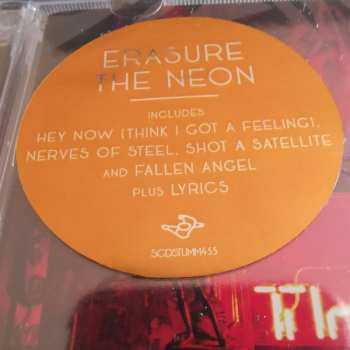 ERASURE
THE NEON
INCLUDES
HEY NOW (THINK I GOT A FEELING),
NERVES OF STEEL, SHOT A SATELLITE
AND FALLEN ANGEL
PLUS LYRICS
SCDSTUMM455